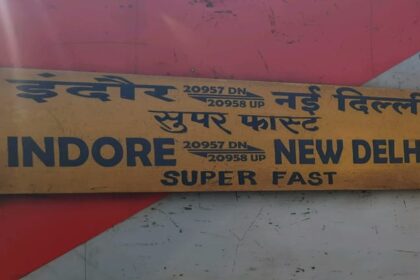 इंदौर 20957 DN 20958 UP नई दिल्ली
सुपर फास्ट
INDORE 20957 DN 20958 UP NEW DELH
SUPER FAST